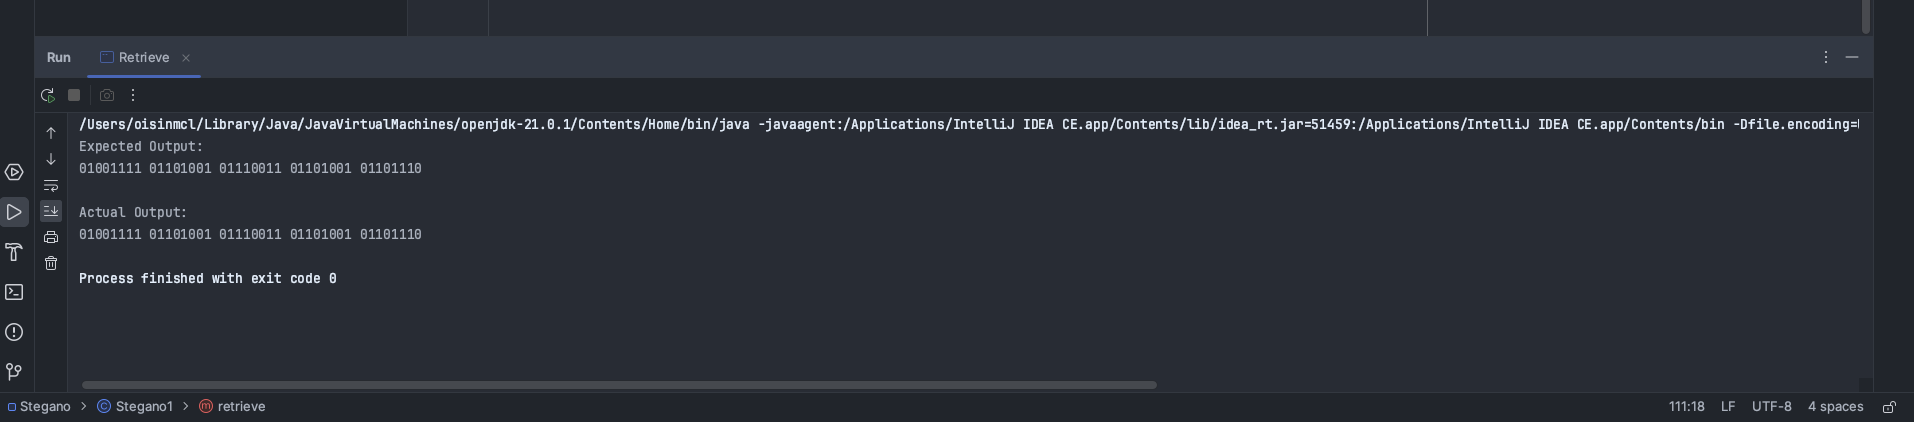 Run Retrieve
/Users/oisinmcl/Library/Java/JavaVirtualMachines/openjdk-21.0.1/Contents/Home/bin/java -javaagent:/Applications/IntelliJ IDEA CE.app/Contents/lib/idea_rt.jar=51459:/Applications/IntelliJ IDEA CE.app/Contents/bin -Dfile.encoding=
Expected Output:
01001111 01101001 01110011 01101001 01101110
Actual Output:
01001111 01101001 01110011 01101001 01101110
Process finished with exit code 0
Stegano > Stegano1 > retrieve 111:18 LF UTF-8 4 spaces